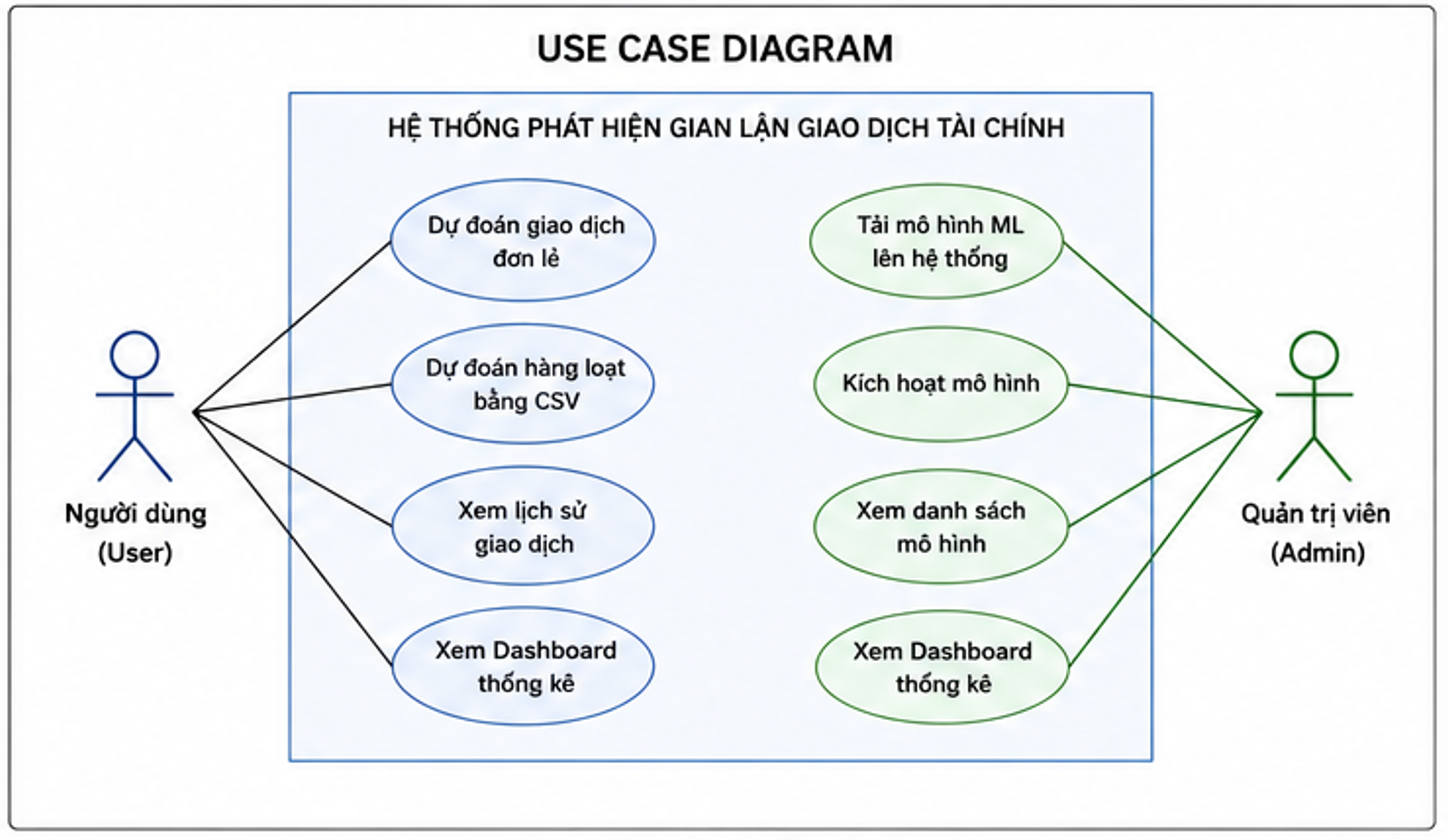 USE CASE DIAGRAM
HỆ THỐNG PHÁT HIỆN GIAN LẬN GIAO DỊCH TÀI CHÍNH
Dự đoán giao dịch
đơn lẻ
Dự đoán hàng loạt
bằng CSV
Xem lịch sử
giao dịch
Xem Dashboard
thống kê
Tải mô hình ML
lên hệ thống
Kích hoạt mô hình
Xem danh sách
mô hình
Xem Dashboard
thống kê
Người dùng
(User)
Quản trị viên
(Admin)